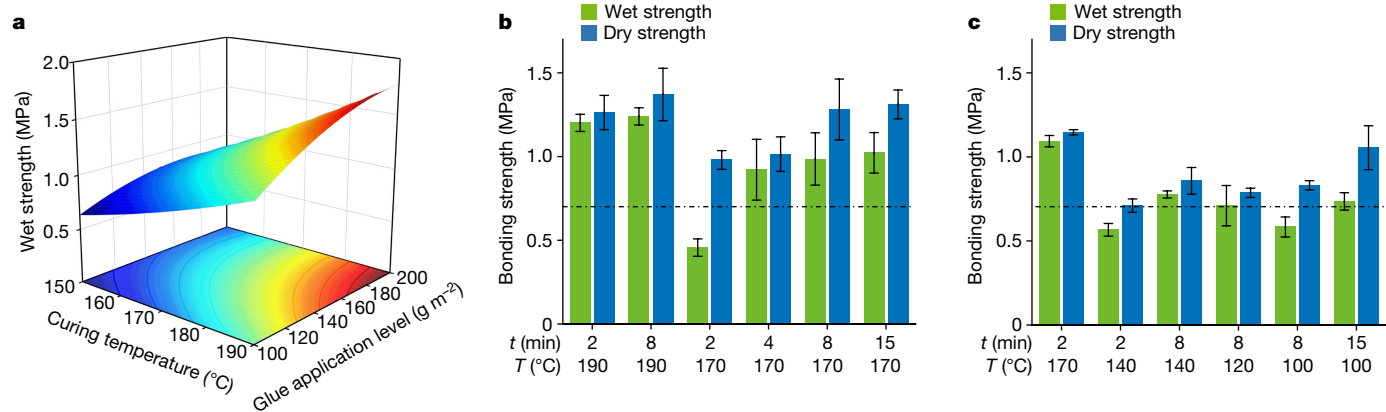 a
Wet strength (MPa)
2.0
1.5
1.0
0.5
150
160
170
180
190
Curing temperature (°C)
100
120
140
160
180
200
Glue application level (g m⁻²)
b
Wet strength
Dry strength
Bonding strength (MPa)
1.5
1.0
0.5
0
t (min) 2 8 2 4 8 15
T (°C) 190 190 170 170 170 170
c
Wet strength
Dry strength
Bonding strength (MPa)
1.5
1.0
0.5
0
t (min) 2 2 8 8 8 15
T (°C) 170 140 140 120 100 100